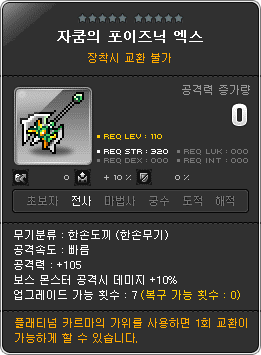 자쿰의 포이즈닉 엑스
장착시 교환 불가
공격력 증가량
0
REQ LEV : 110
REQ STR : 320 REQ LUK : 000
REQ DEX : 000 REQ INT : 000
0 + 10 % 0 %
초보자 전사 마법사 궁수 도적 해적
무기분류 : 한손도끼 (한손무기)
공격속도 : 빠름
공격력 : +105
보스 몬스터 공격시 데미지 +10%
업그레이드 가능 횟수 : 7 (복구 가능 횟수 : 0)
플래티넘 카르마의 가위를 사용하면 1회 교환이
가능하게 할 수 있습니다.